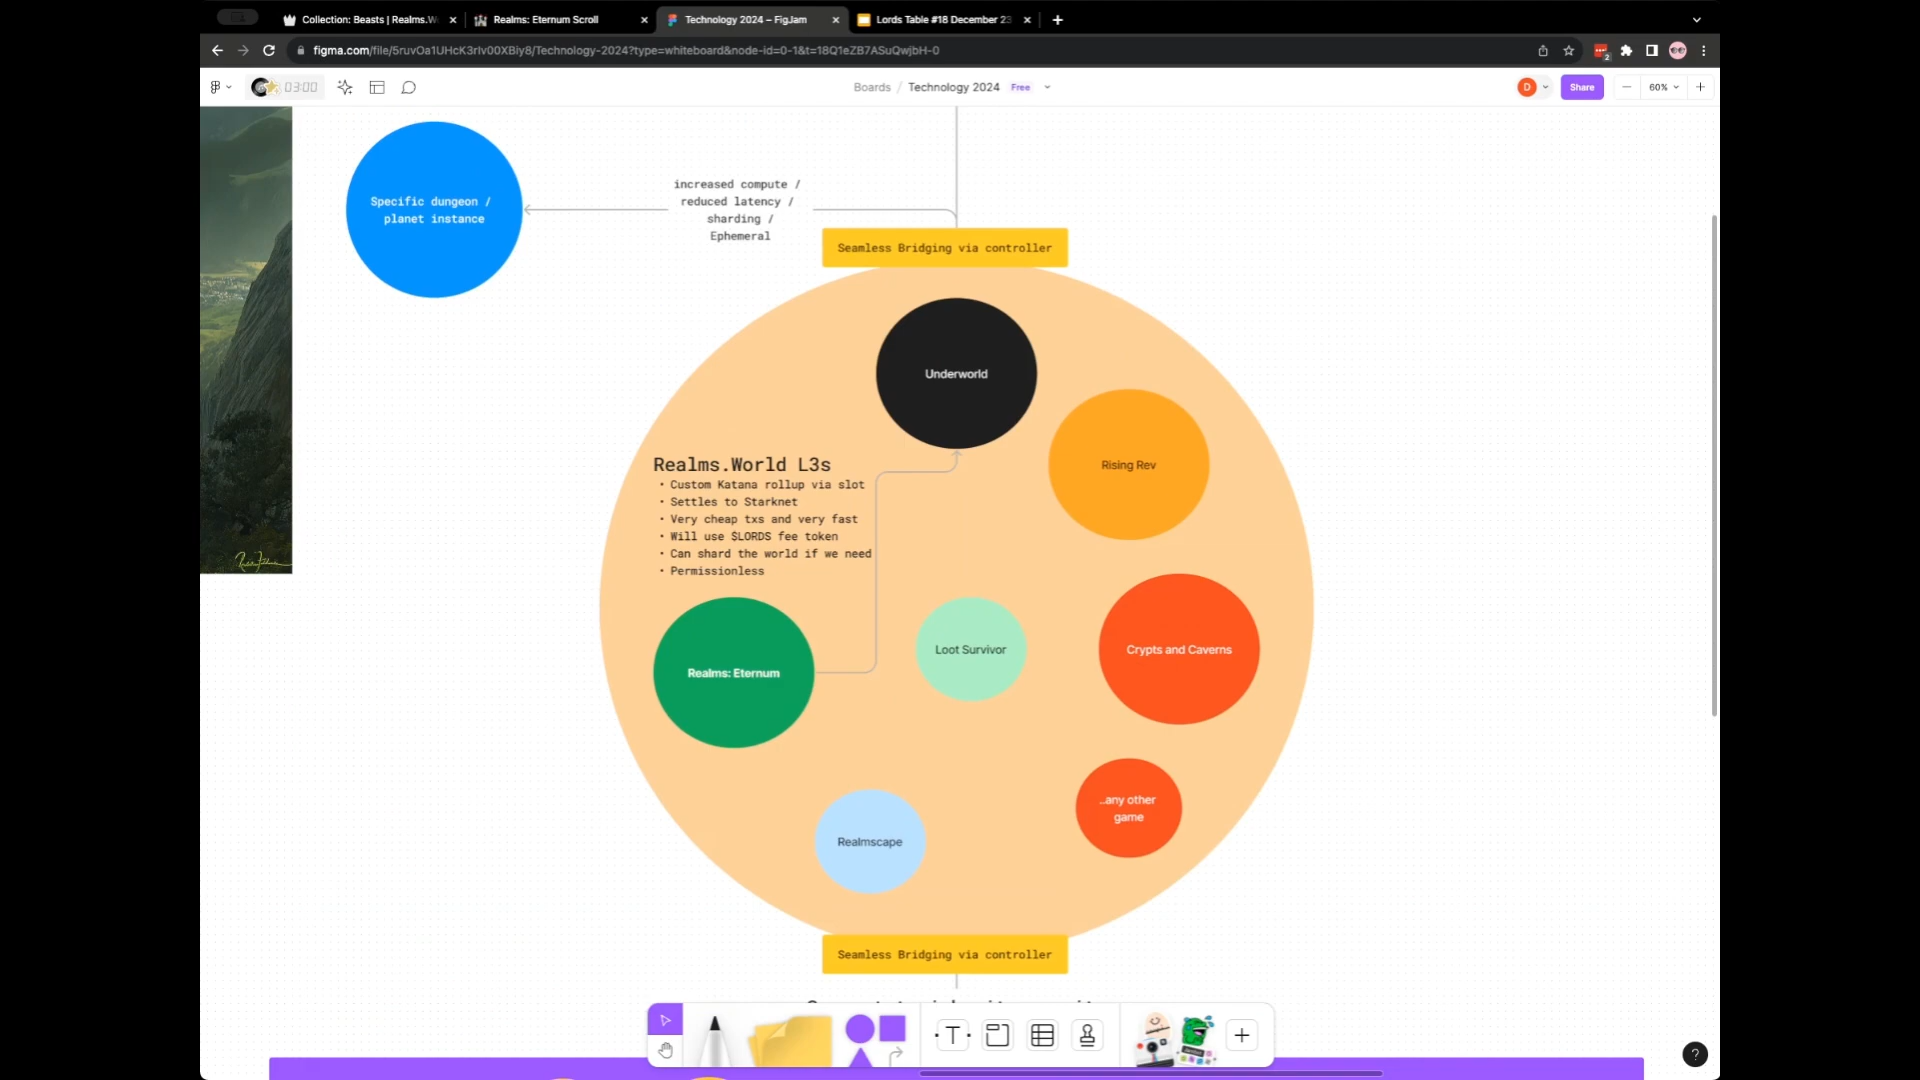 Collection: Beasts | Realms.W
Realms: Eternum Scroll
Technology 2024 – FigJam
Lords Table #18 December 23
figma.com/file/5ruvOa1UHcK3rIv00XBiy8/Technology-2024?type=whiteboard&node-id=0-1&t=18Q1eZB7ASuQwjbH-0
2
03:00
Boards / Technology 2024 Free
D
Share
60%
Specific dungeon /
planet instance
increased compute /
reduced latency /
sharding /
Ephemeral
Seamless Bridging via controller
Underworld
Rising Rev
Realms.World L3s
• Custom Katana rollup via slot
• Settles to Starknet
• Very cheap txs and very fast
• Will use $LORDS fee token
• Can shard the world if we need
• Permissionless
Realms: Eternum
Loot Survivor
Crypts and Caverns
..any other
game
Realmscape
Seamless Bridging via controller
T
?